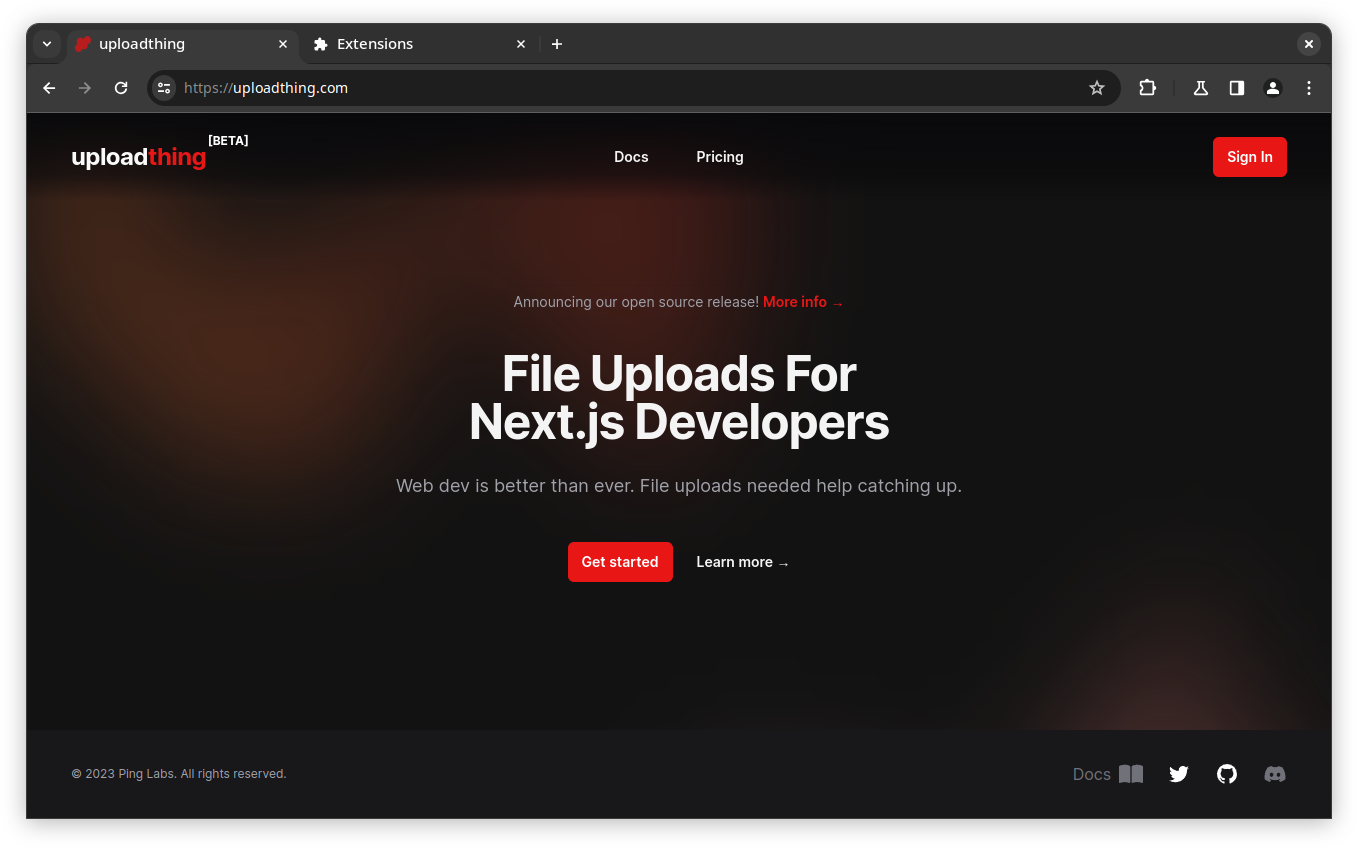 uploadthing
Extensions
https://uploadthing.com
uploadthing [BETA]
Docs
Pricing
Sign In
Announcing our open source release! More info →
File Uploads For
Next.js Developers
Web dev is better than ever. File uploads needed help catching up.
Get started
Learn more →
© 2023 Ping Labs. All rights reserved.
Docs